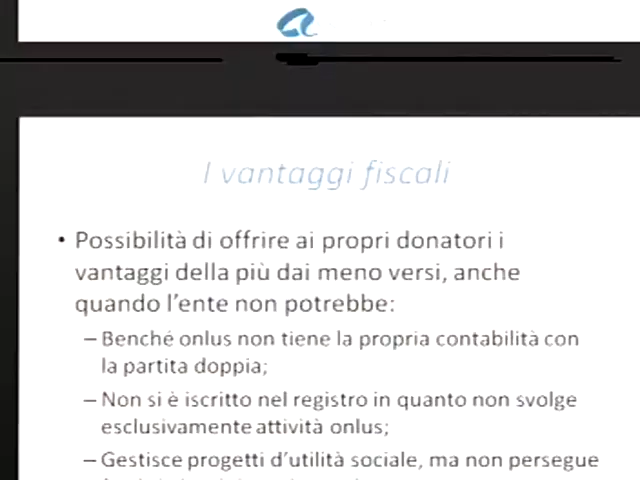 I vantaggi fiscali
• Possibilità di offrire ai propri donatori i
vantaggi della più dai meno versi, anche
quando l'ente non potrebbe:
– Benché onlus non tiene la propria contabilità con
la partita doppia;
– Non si è iscritto nel registro in quanto non svolge
esclusivamente attività onlus;
– Gestisce progetti d'utilità sociale, ma non persegue